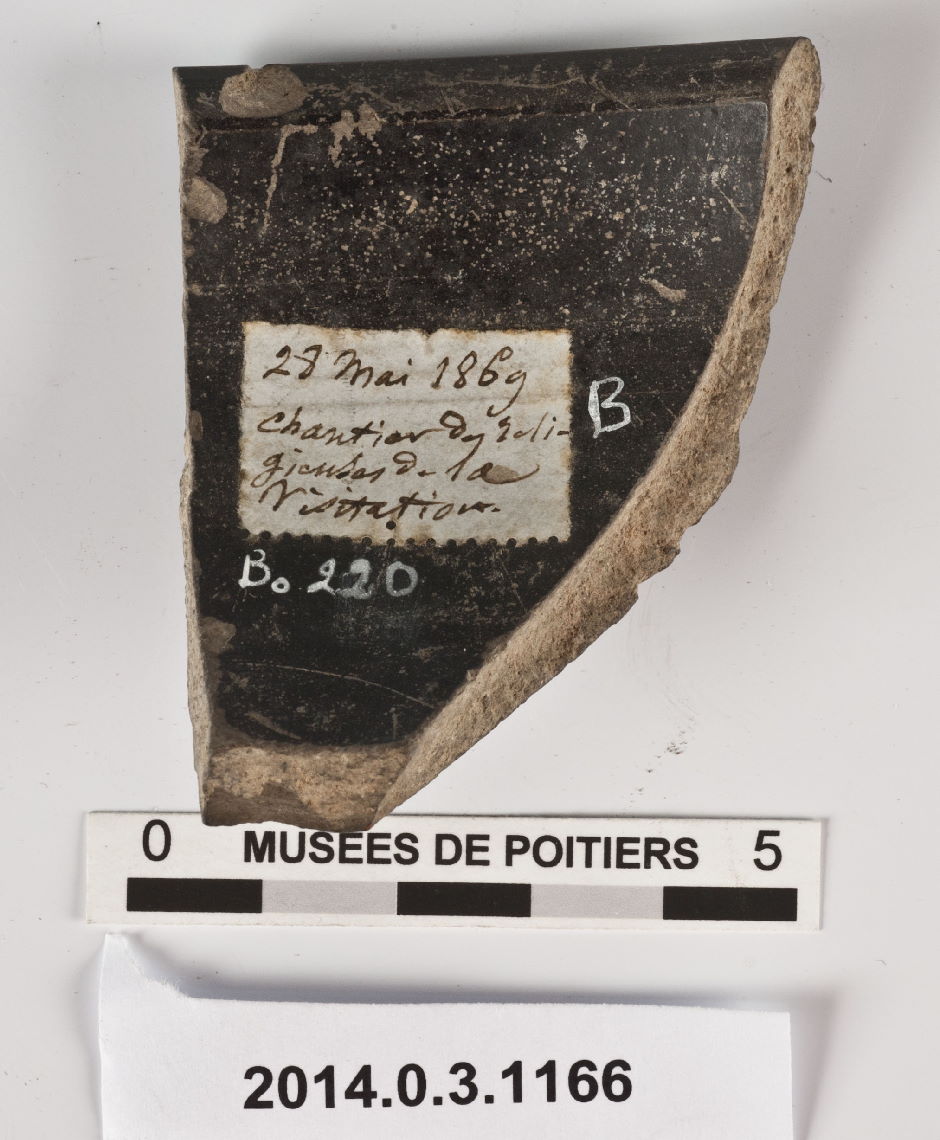 28 Mai 1869
Chantier des Reli-
gieuses de la
Visitation.
B
B. 220
0 MUSEES DE POITIERS 5
2014.0.3.1166